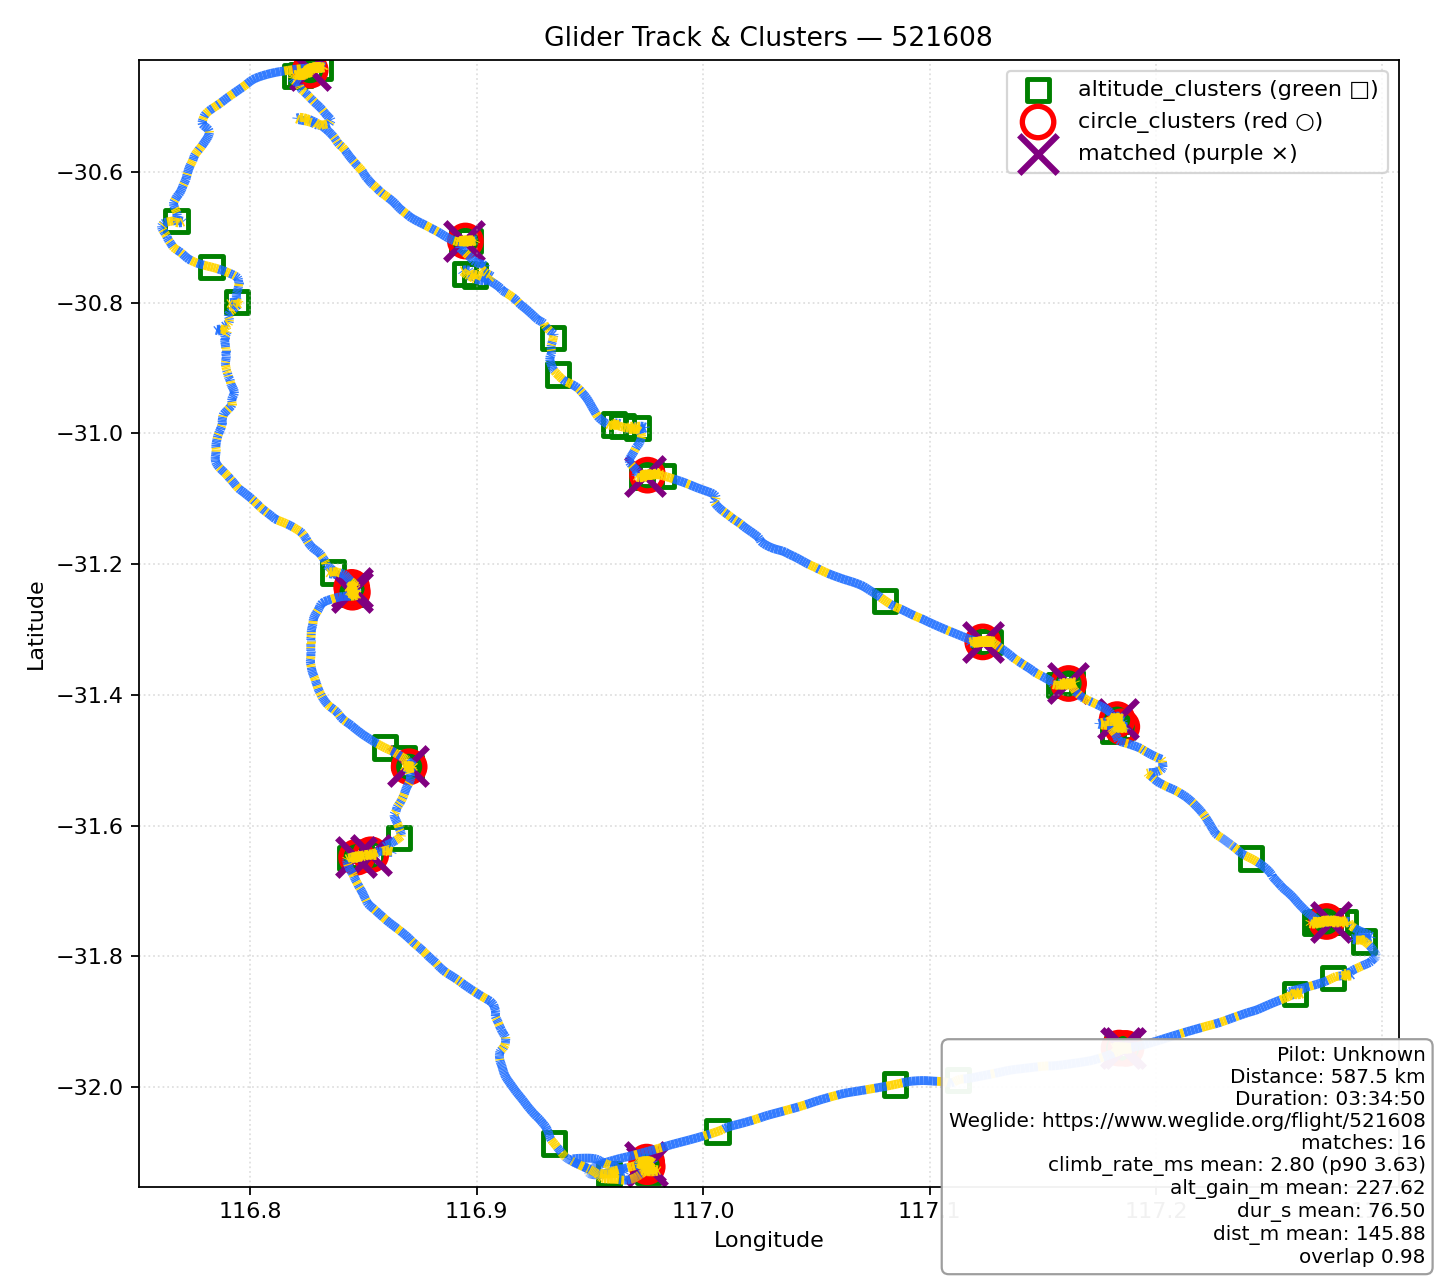 Glider Track & Clusters — 521608
altitude_clusters (green □)
circle_clusters (red ○)
matched (purple ×)
Latitude
−30.6
−30.8
−31.0
−31.2
−31.4
−31.6
−31.8
−32.0
116.8
116.9
117.0
117.1
117.2
Longitude
Pilot: Unknown
Distance: 587.5 km
Duration: 03:34:50
Weglide: https://www.weglide.org/flight/521608
matches: 16
climb_rate_ms mean: 2.80 (p90 3.63)
alt_gain_m mean: 227.62
dur_s mean: 76.50
dist_m mean: 145.88
overlap 0.98